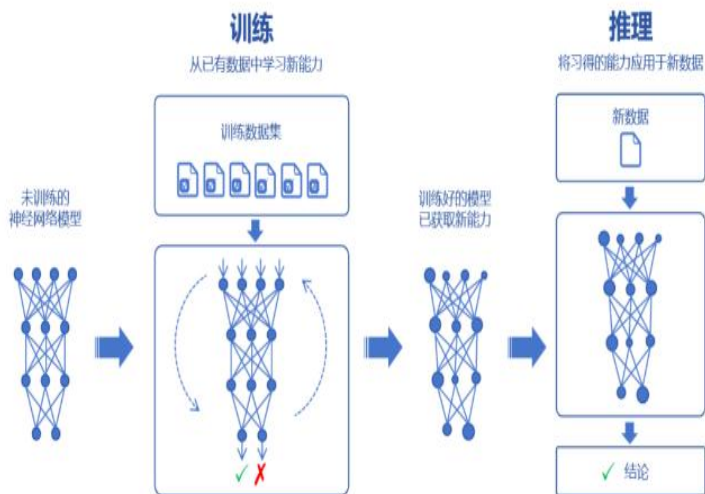 训练
从已有数据中学习新能力
训练数据集
未训练的
神经网络模型
训练好的模型
已获取新能力
推理
将习得的能力应用于新数据
新数据
结论